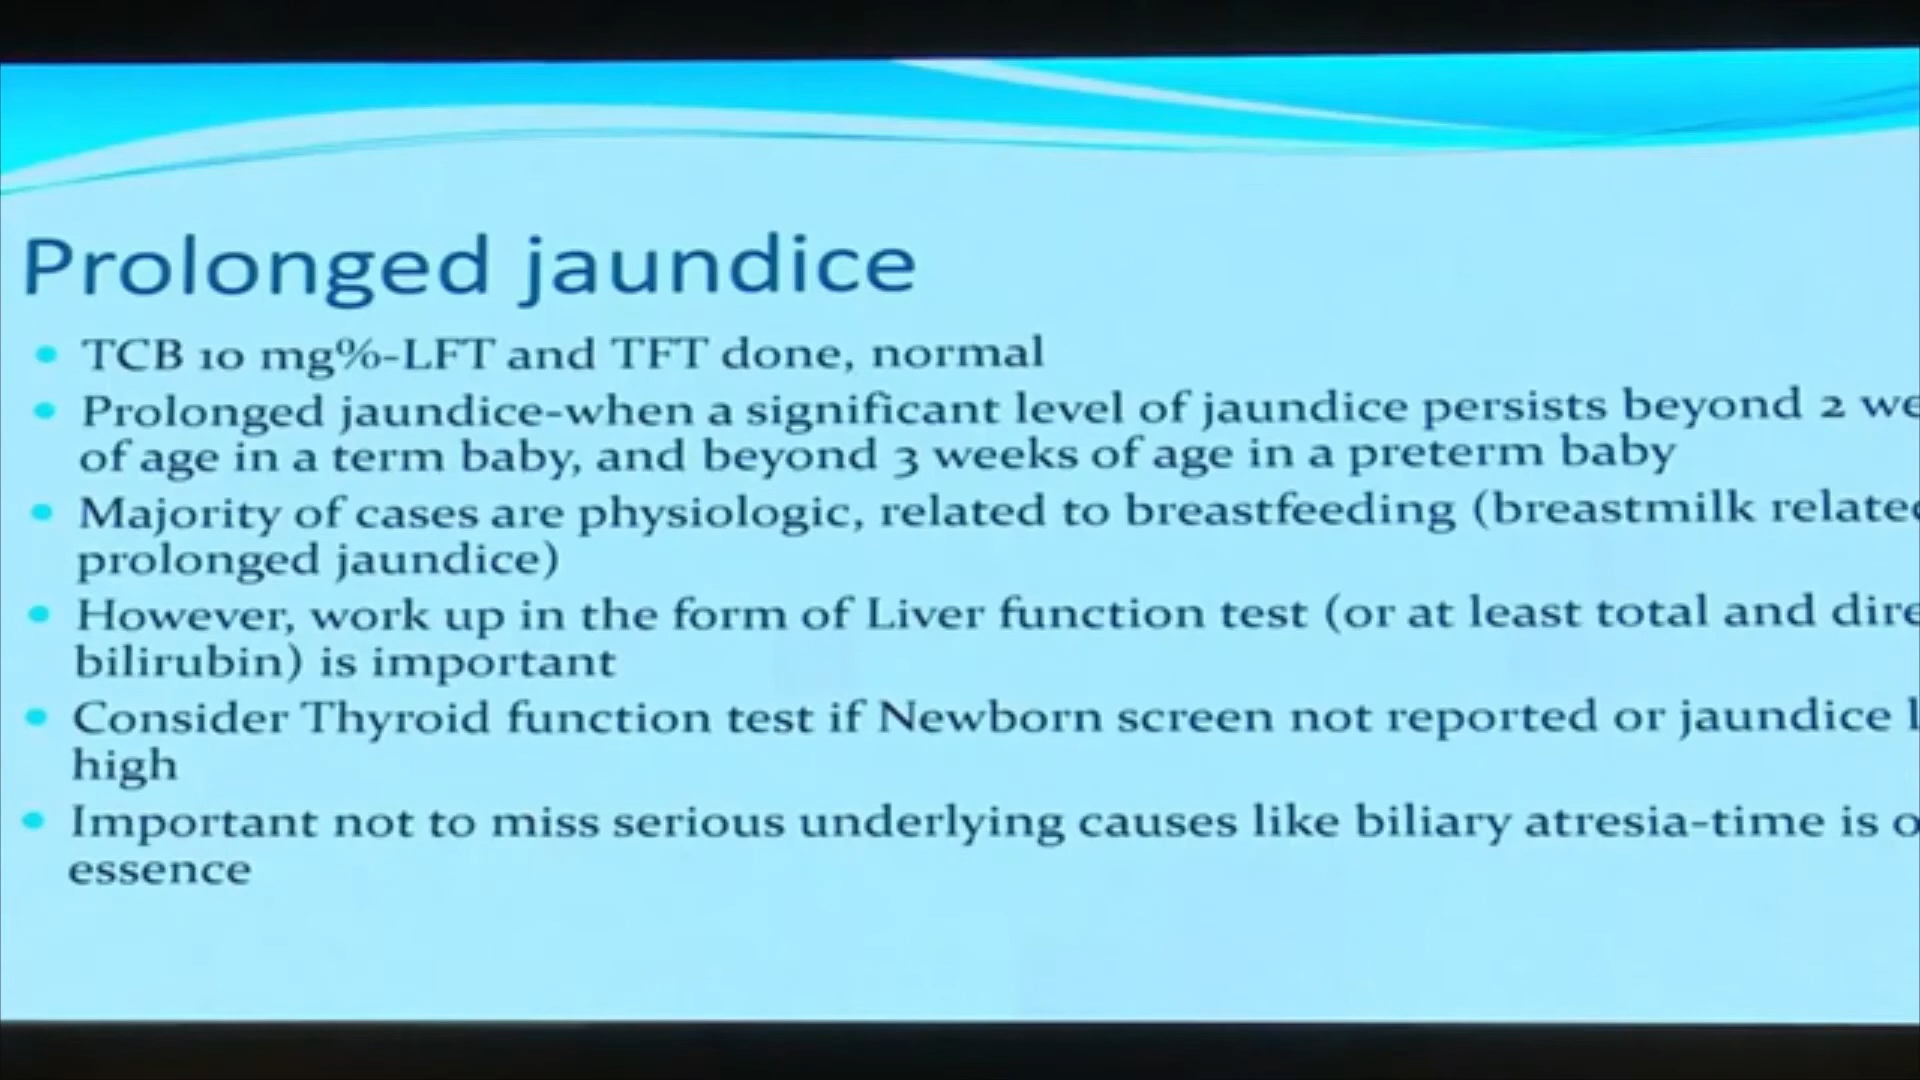 Prolonged jaundice
• TCB 10 mg%-LFT and TFT done, normal
• Prolonged jaundice-when a significant level of jaundice persists beyond 2
of age in a term baby, and beyond 3 weeks of age in a preterm baby
• Majority of cases are physiologic, related to breastfeeding (breastmilk
prolonged jaundice)
• However, work up in the form of Liver function test (or at least total and
bilirubin) is important
• Consider Thyroid function test if Newborn screen not reported or jaundice
high
• Important not to miss serious underlying causes like biliary atresia-time is
essence